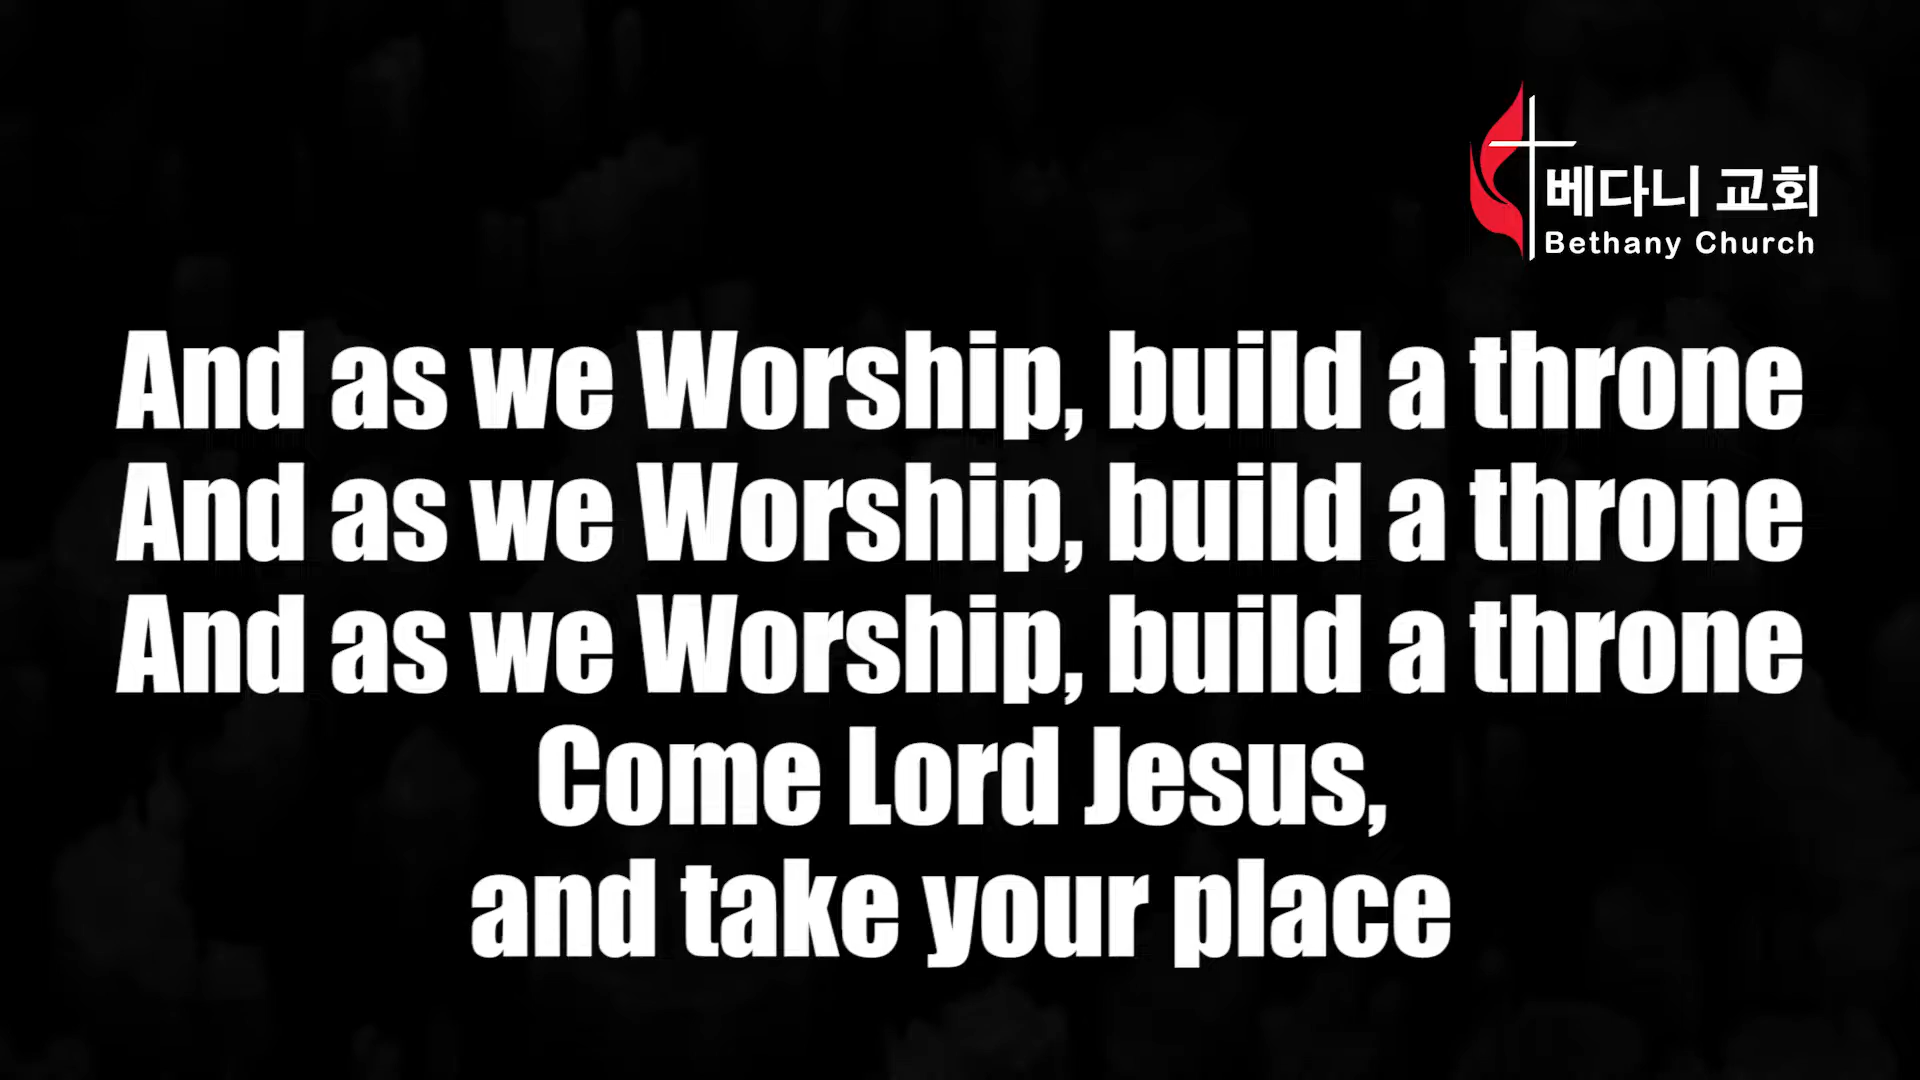 베다니 교회
Bethany Church
And as we Worship, build a throne
And as we Worship, build a throne
And as we Worship, build a throne
Come Lord Jesus,
and take your place